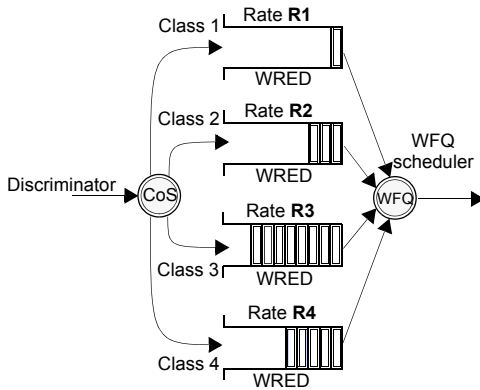 Class 1
Rate R1
WRED
Class 2
Rate R2
WRED
WFQ
scheduler
Discriminator
CoS
WFQ
Rate R3
Class 3
WRED
Rate R4
Class 4
WRED